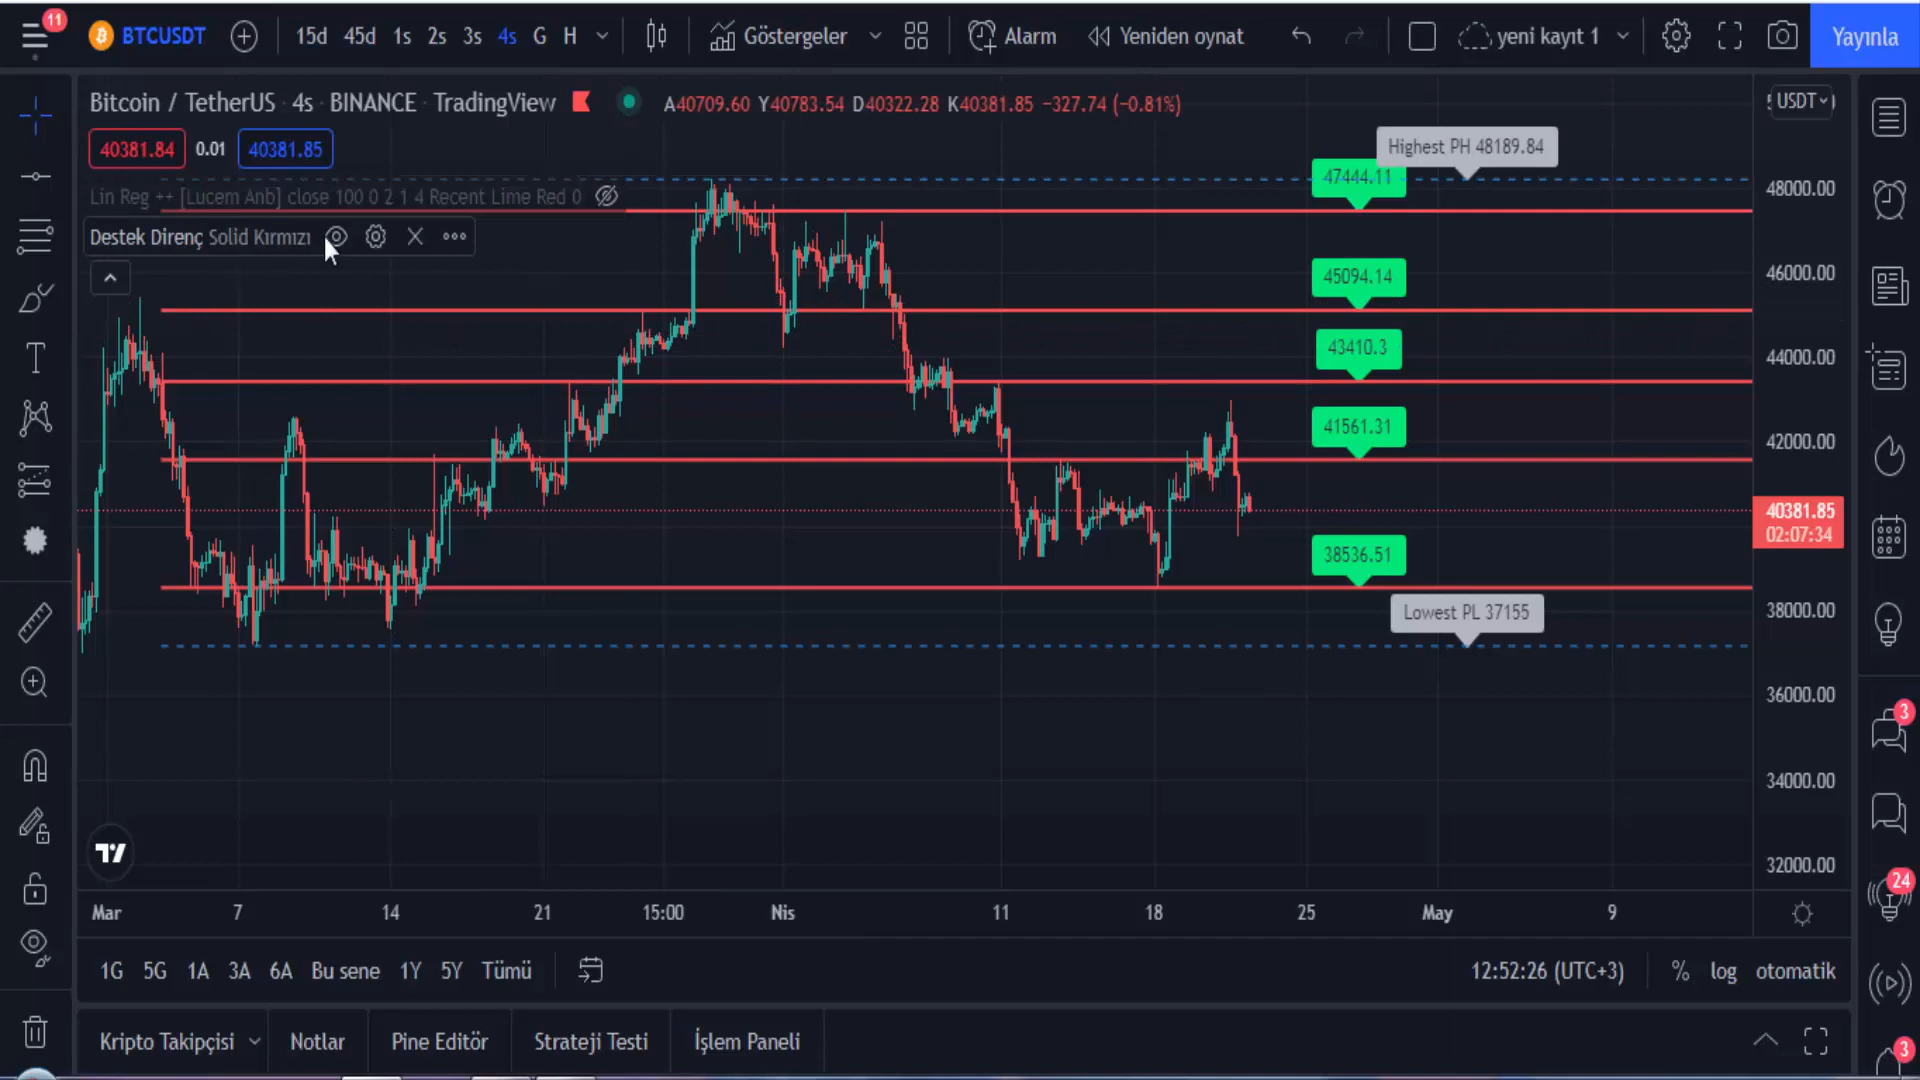 11
BTCUSDT 15d 45d 1s 2s 3s 4s G H Göstergeler Alarm Yeniden oynat yeni kayıt 1 Yayınla
Bitcoin / TetherUS · 4s · BINANCE · TradingView A40709.60 Y40783.54 D40322.28 K40381.85 −327.74 (−0.81%)
USDT
40381.84 0.01 40381.85
Highest PH 48189.84
47444.11
48000.00
Lin Reg ++ [Lucem Anb] close 100 0 2 1 4 Recent Lime Red 0
Destek Direnç Solid Kırmızı
45094.14
46000.00
43410.3
44000.00
41561.31
42000.00
40381.85
02:07:34
38536.51
Lowest PL 37155
38000.00
36000.00
3
34000.00
32000.00
24
Mar 7 14 21 15:00 Nis 11 18 25 May 9
1G 5G 1A 3A 6A Bu sene 1Y 5Y Tümü 12:52:26 (UTC+3) % log otomatik
Kripto Takipçisi Notlar Pine Editör Strateji Testi İşlem Paneli
3